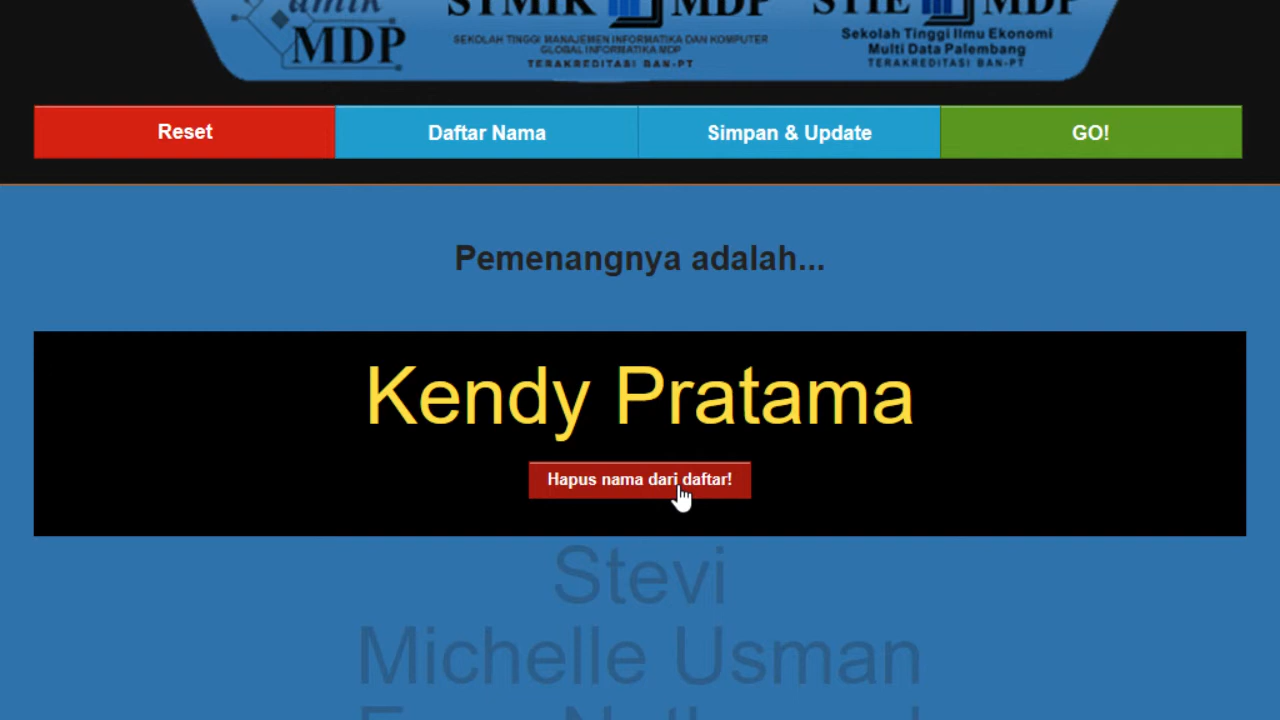 amik
MDP
STMIK MDP
SEKOLAH TINGGI MANAJEMEN INFORMATIKA DAN KOMPUTER
GLOBAL INFORMATIKA MDP
TERAKREDITASI BAN-PT
STIE MDP
Sekolah Tinggi Ilmu Ekonomi
Multi Data Palembang
TERAKREDITASI BAN-PT
Reset
Daftar Nama
Simpan & Update
GO!
Pemenangnya adalah...
Kendy Pratama
Hapus nama dari daftar!
Stevi
Michelle Usman